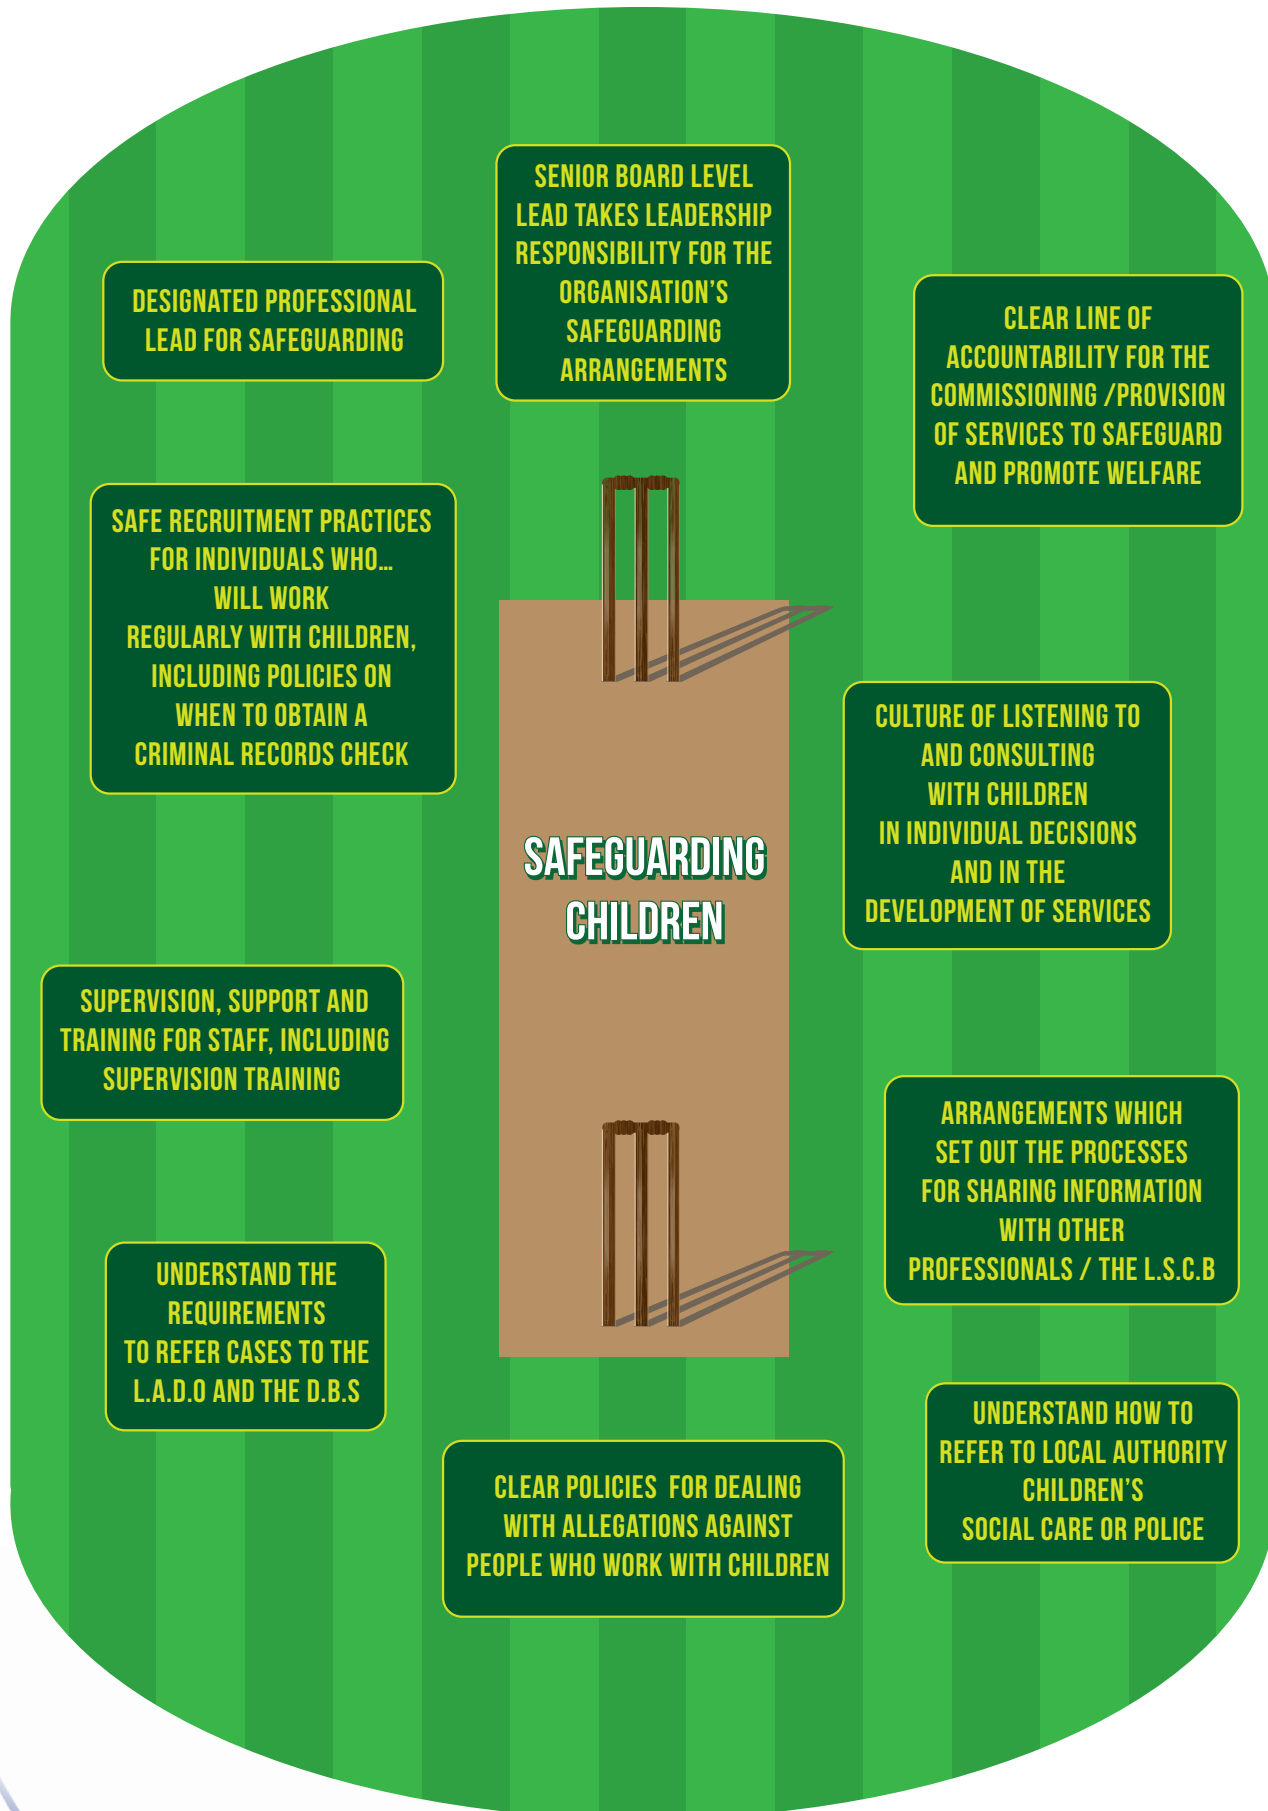 SENIOR BOARD LEVEL
LEAD TAKES LEADERSHIP
RESPONSIBILITY FOR THE
ORGANISATION'S
SAFEGUARDING
ARRANGEMENTS
DESIGNATED PROFESSIONAL
LEAD FOR SAFEGUARDING
CLEAR LINE OF
ACCOUNTABILITY FOR THE
COMMISSIONING /PROVISION
OF SERVICES TO SAFEGUARD
AND PROMOTE WELFARE
SAFE RECRUITMENT PRACTICES
FOR INDIVIDUALS WHO...
WILL WORK
REGULARLY WITH CHILDREN,
INCLUDING POLICIES ON
WHEN TO OBTAIN A
CRIMINAL RECORDS CHECK
CULTURE OF LISTENING TO
AND CONSULTING
WITH CHILDREN
IN INDIVIDUAL DECISIONS
AND IN THE
DEVELOPMENT OF SERVICES
SAFEGUARDING
CHILDREN
SUPERVISION, SUPPORT AND
TRAINING FOR STAFF, INCLUDING
SUPERVISION TRAINING
ARRANGEMENTS WHICH
SET OUT THE PROCESSES
FOR SHARING INFORMATION
WITH OTHER
PROFESSIONALS / THE L.S.C.B
UNDERSTAND THE
REQUIREMENTS
TO REFER CASES TO THE
L.A.D.O AND THE D.B.S
UNDERSTAND HOW TO
REFER TO LOCAL AUTHORITY
CHILDREN'S
SOCIAL CARE OR POLICE
CLEAR POLICIES FOR DEALING
WITH ALLEGATIONS AGAINST
PEOPLE WHO WORK WITH CHILDREN